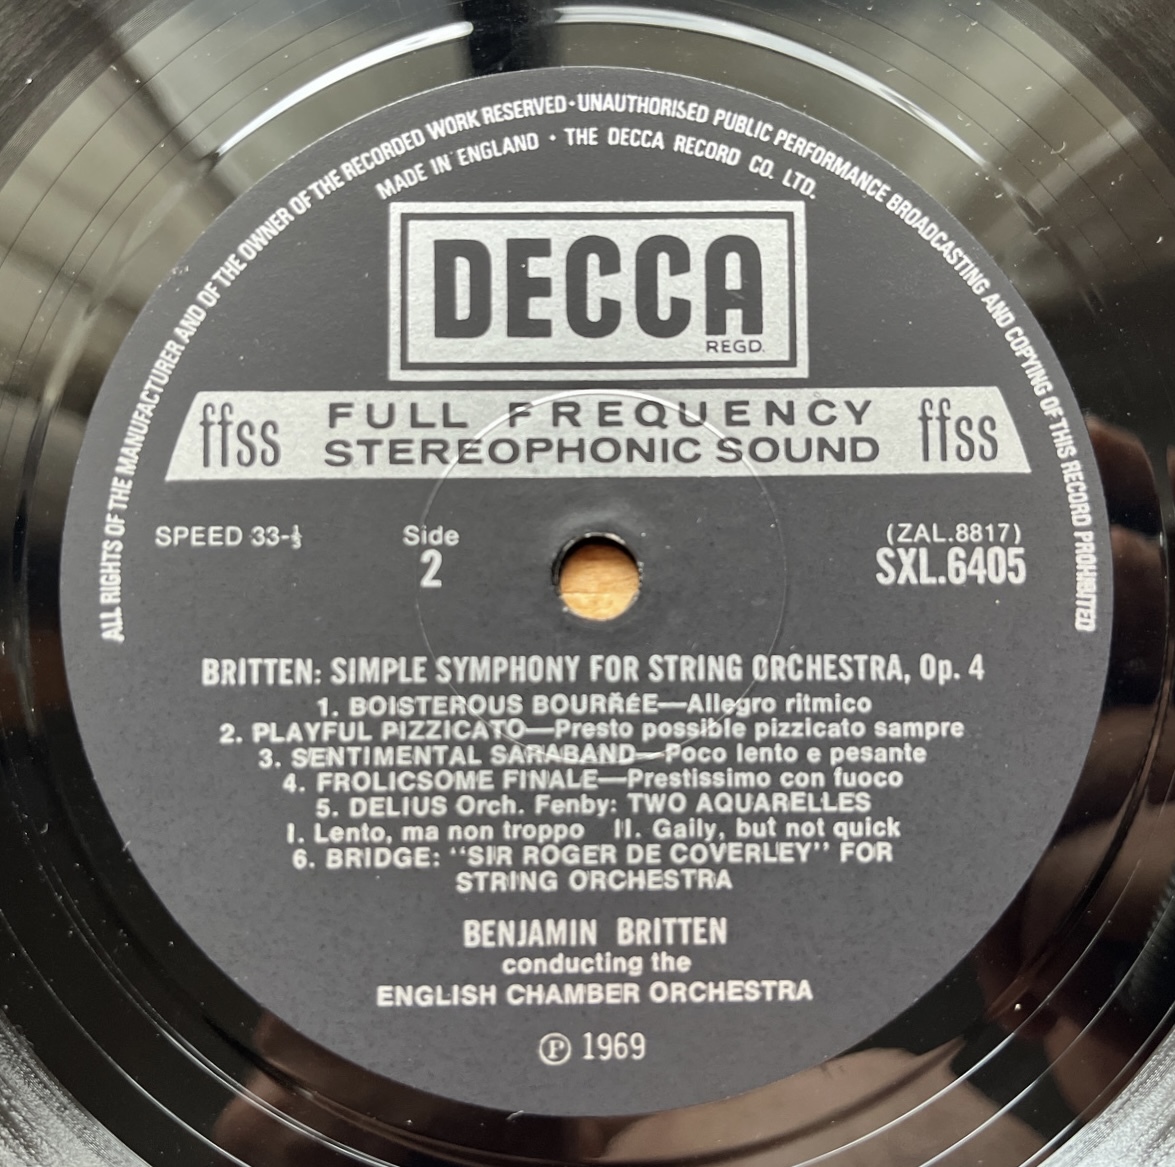 ALL RIGHTS OF THE MANUFACTURER AND OF THE OWNER OF THE RECORDED WORK RESERVED · UNAUTHORISED PUBLIC PERFORMANCE BROADCASTING AND COPYING OF THIS RECORD PROHIBITED
MADE IN ENGLAND · THE DECCA RECORD CO. LTD.
DECCA
REGD.
ffss FULL FREQUENCY ffss
STEREOPHONIC SOUND
SPEED 33-⅓ Side (ZAL.8817)
2 SXL.6405
BRITTEN: SIMPLE SYMPHONY FOR STRING ORCHESTRA, Op. 4
1. BOISTEROUS BOURŘÉE—Allegro ritmico
2. PLAYFUL PIZZICATO—Presto possible pizzicato sampre
3. SENTIMENTAL SARABAND—Poco lento e pesante
4. FROLICSOME FINALE—Prestissimo con fuoco
5. DELIUS Orch. Fenby: TWO AQUARELLES
I. Lento, ma non troppo II. Gaily, but not quick
6. BRIDGE: “SIR ROGER DE COVERLEY” FOR
STRING ORCHESTRA
BENJAMIN BRITTEN
conducting the
ENGLISH CHAMBER ORCHESTRA
Ⓟ 1969